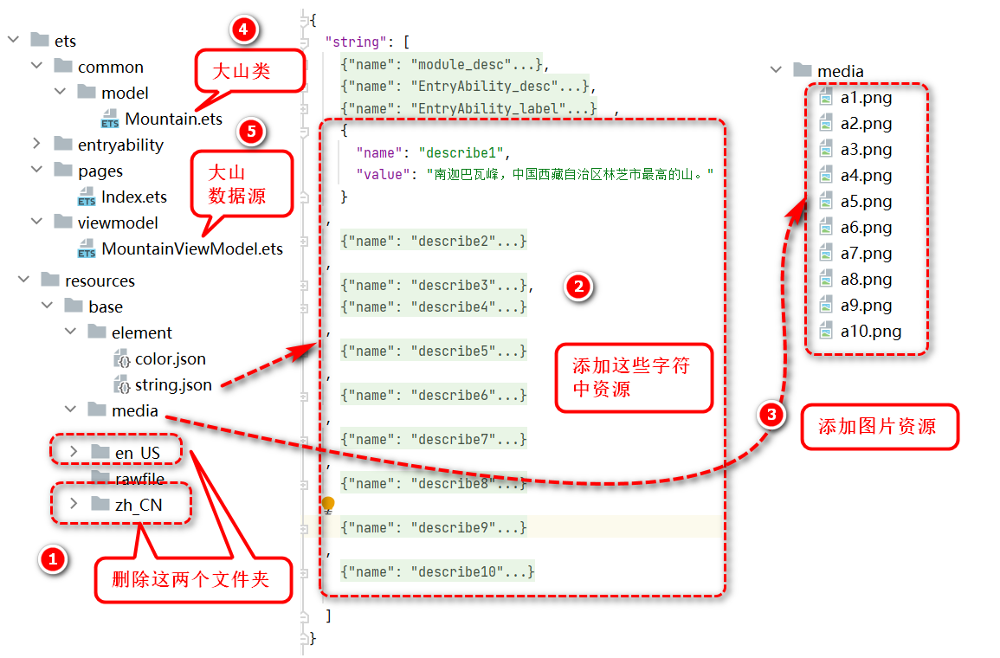 ets
common
model
Mountain.ets
entryability
pages
Index.ets
viewmodel
MountainViewModel.ets
resources
base
element
color.json
string.json
media
en_US
rawfile
zh_CN
4
大山类
5
大山
数据源
1
删除这两个文件夹
{
"string": [
{"name": "module_desc"...},
{"name": "EntryAbility_desc"...},
{"name": "EntryAbility_label"...} ,
{
"name": "describe1",
"value": "南迦巴瓦峰，中国西藏自治区林芝市最高的山。"
}
,
{"name": "describe2"...}
,
{"name": "describe3"...},
{"name": "describe4"...}
,
{"name": "describe5"...}
,
{"name": "describe6"...}
,
{"name": "describe7"...}
,
{"name": "describe8"...}
,
{"name": "describe9"...}
,
{"name": "describe10"...}
]
}
2
添加这些字符
中资源
3
添加图片资源
media
a1.png
a2.png
a3.png
a4.png
a5.png
a6.png
a7.png
a8.png
a9.png
a10.png